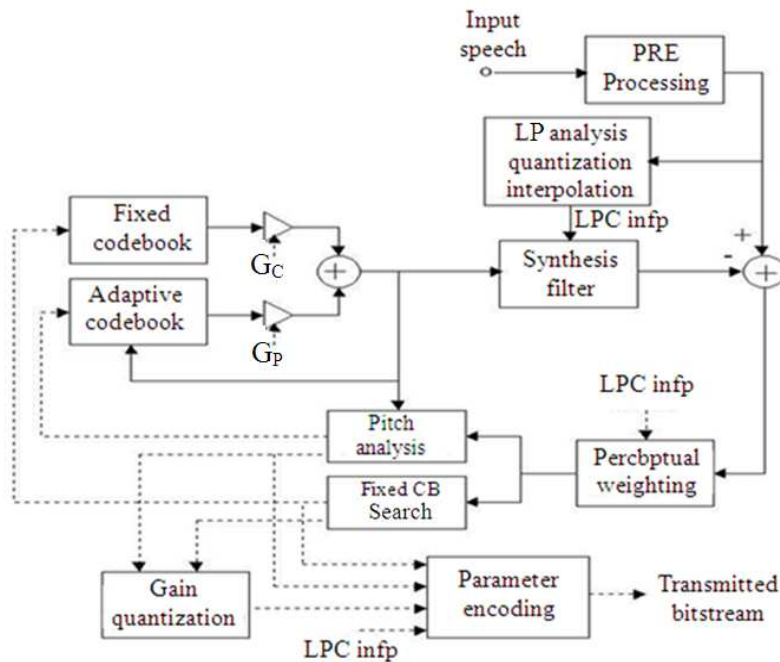 Input
speech
PRE
Processing
LP analysis
quantization
interpolation
LPC infp
Fixed
codebook
GC
Synthesis
filter
+
-
+
+
Adaptive
codebook
GP
LPC infp
Pitch
analysis
Percbptual
weighting
Fixed CB
Search
Gain
quantization
Parameter
encoding
Transmitted
bitstream
LPC infp